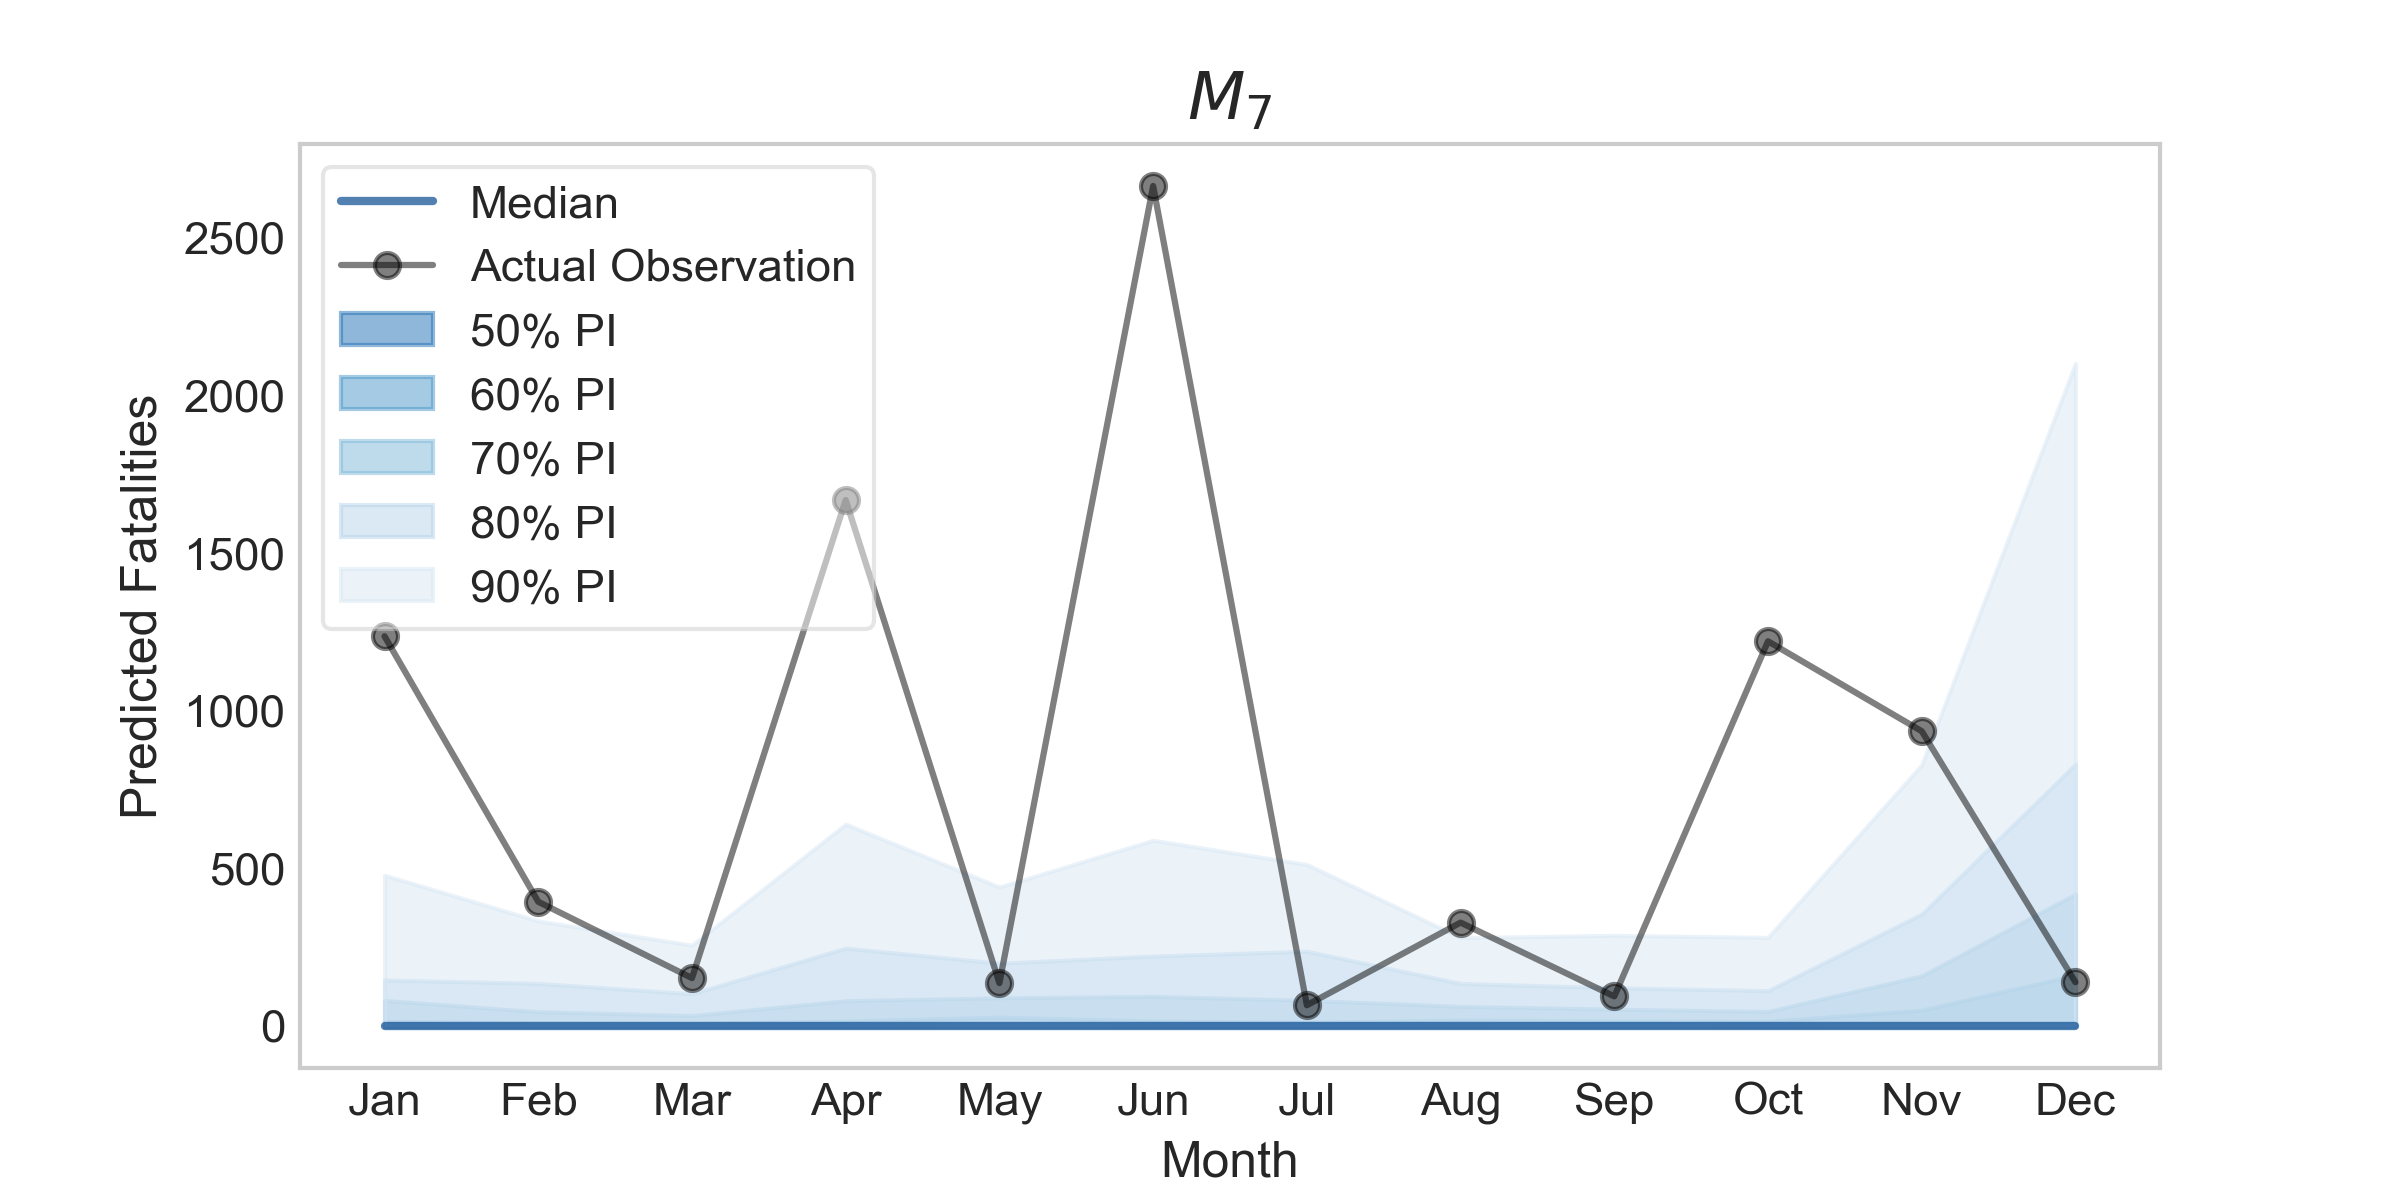 M7
Median
Actual Observation
50% PI
60% PI
70% PI
80% PI
90% PI
Predicted Fatalities
2500
2000
1500
1000
500
0
Jan Feb Mar Apr May Jun Jul Aug Sep Oct Nov Dec
Month